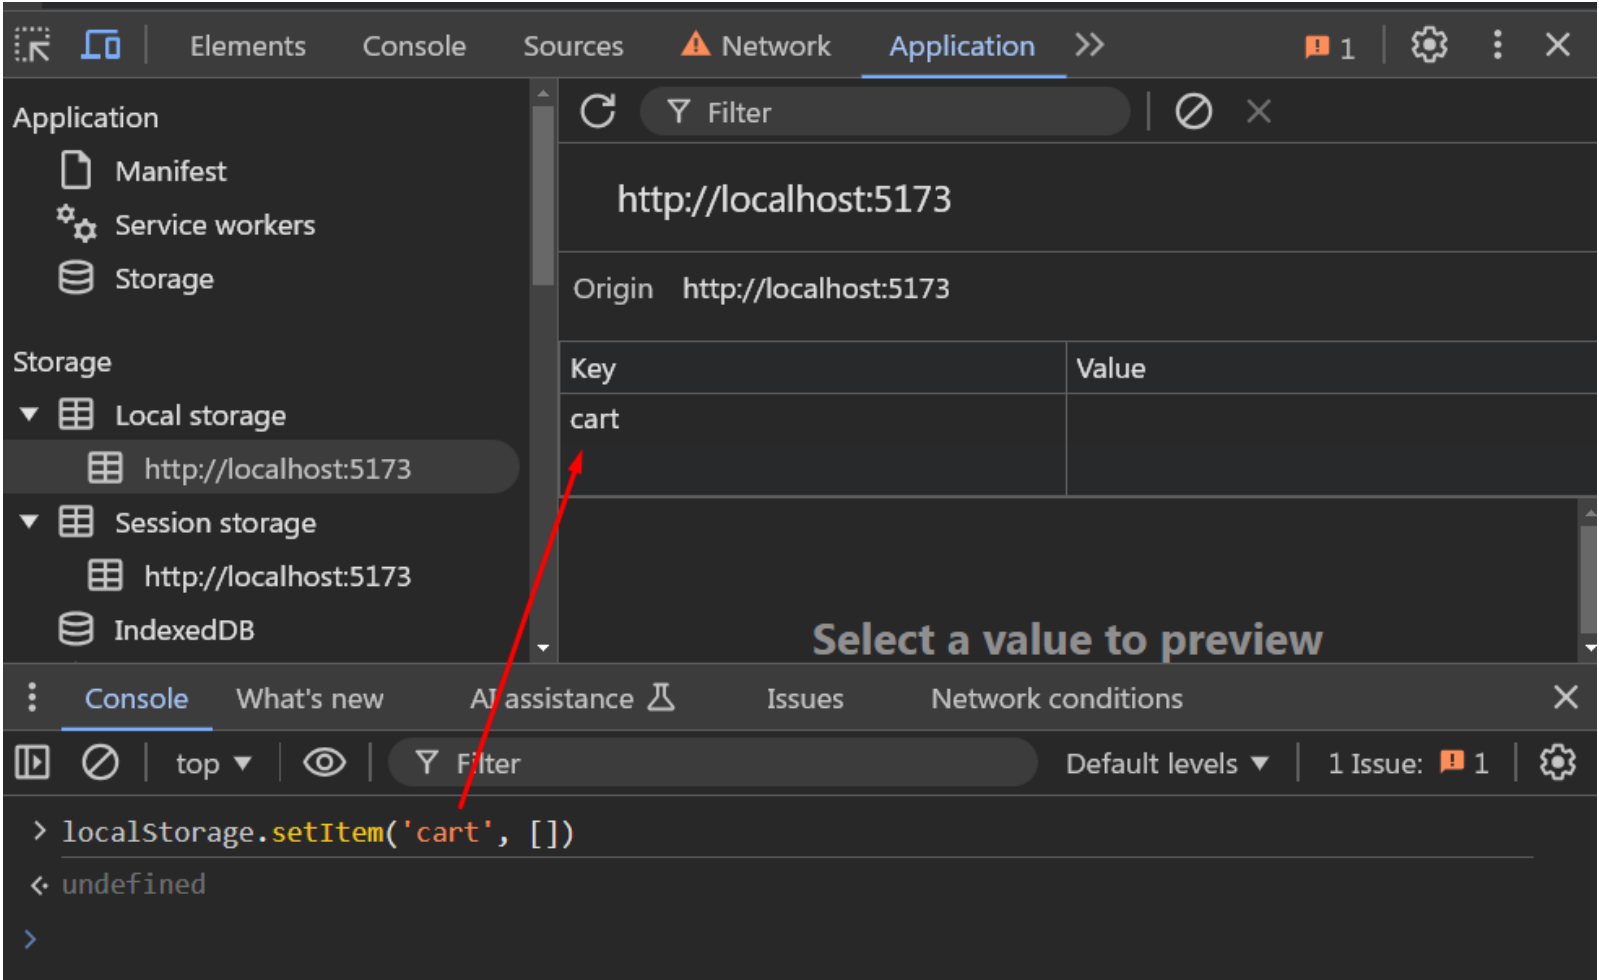 Elements Console Sources Network Application 1
Application
Manifest
Service workers
Storage
Storage
Local storage
http://localhost:5173
Session storage
http://localhost:5173
IndexedDB
Filter
http://localhost:5173
Origin http://localhost:5173
Key Value
cart
Select a value to preview
Console What's new AI assistance Issues Network conditions
top Filter Default levels 1 Issue: 1
> localStorage.setItem('cart', [])
undefined
>